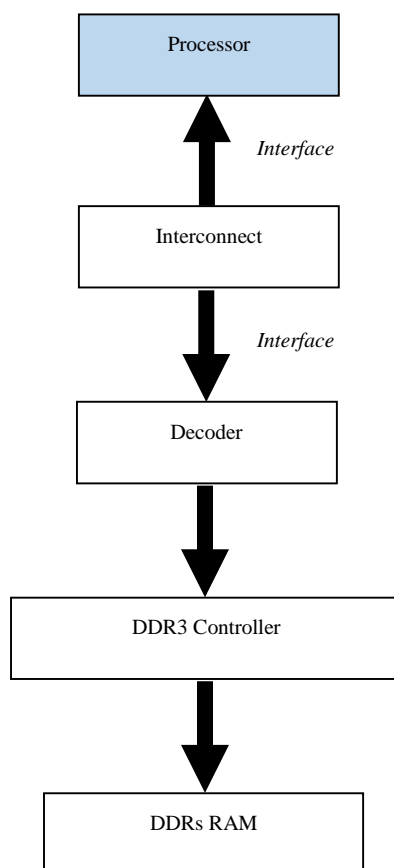 Processor
Interface
Interconnect
Interface
Decoder
DDR3 Controller
DDRs RAM